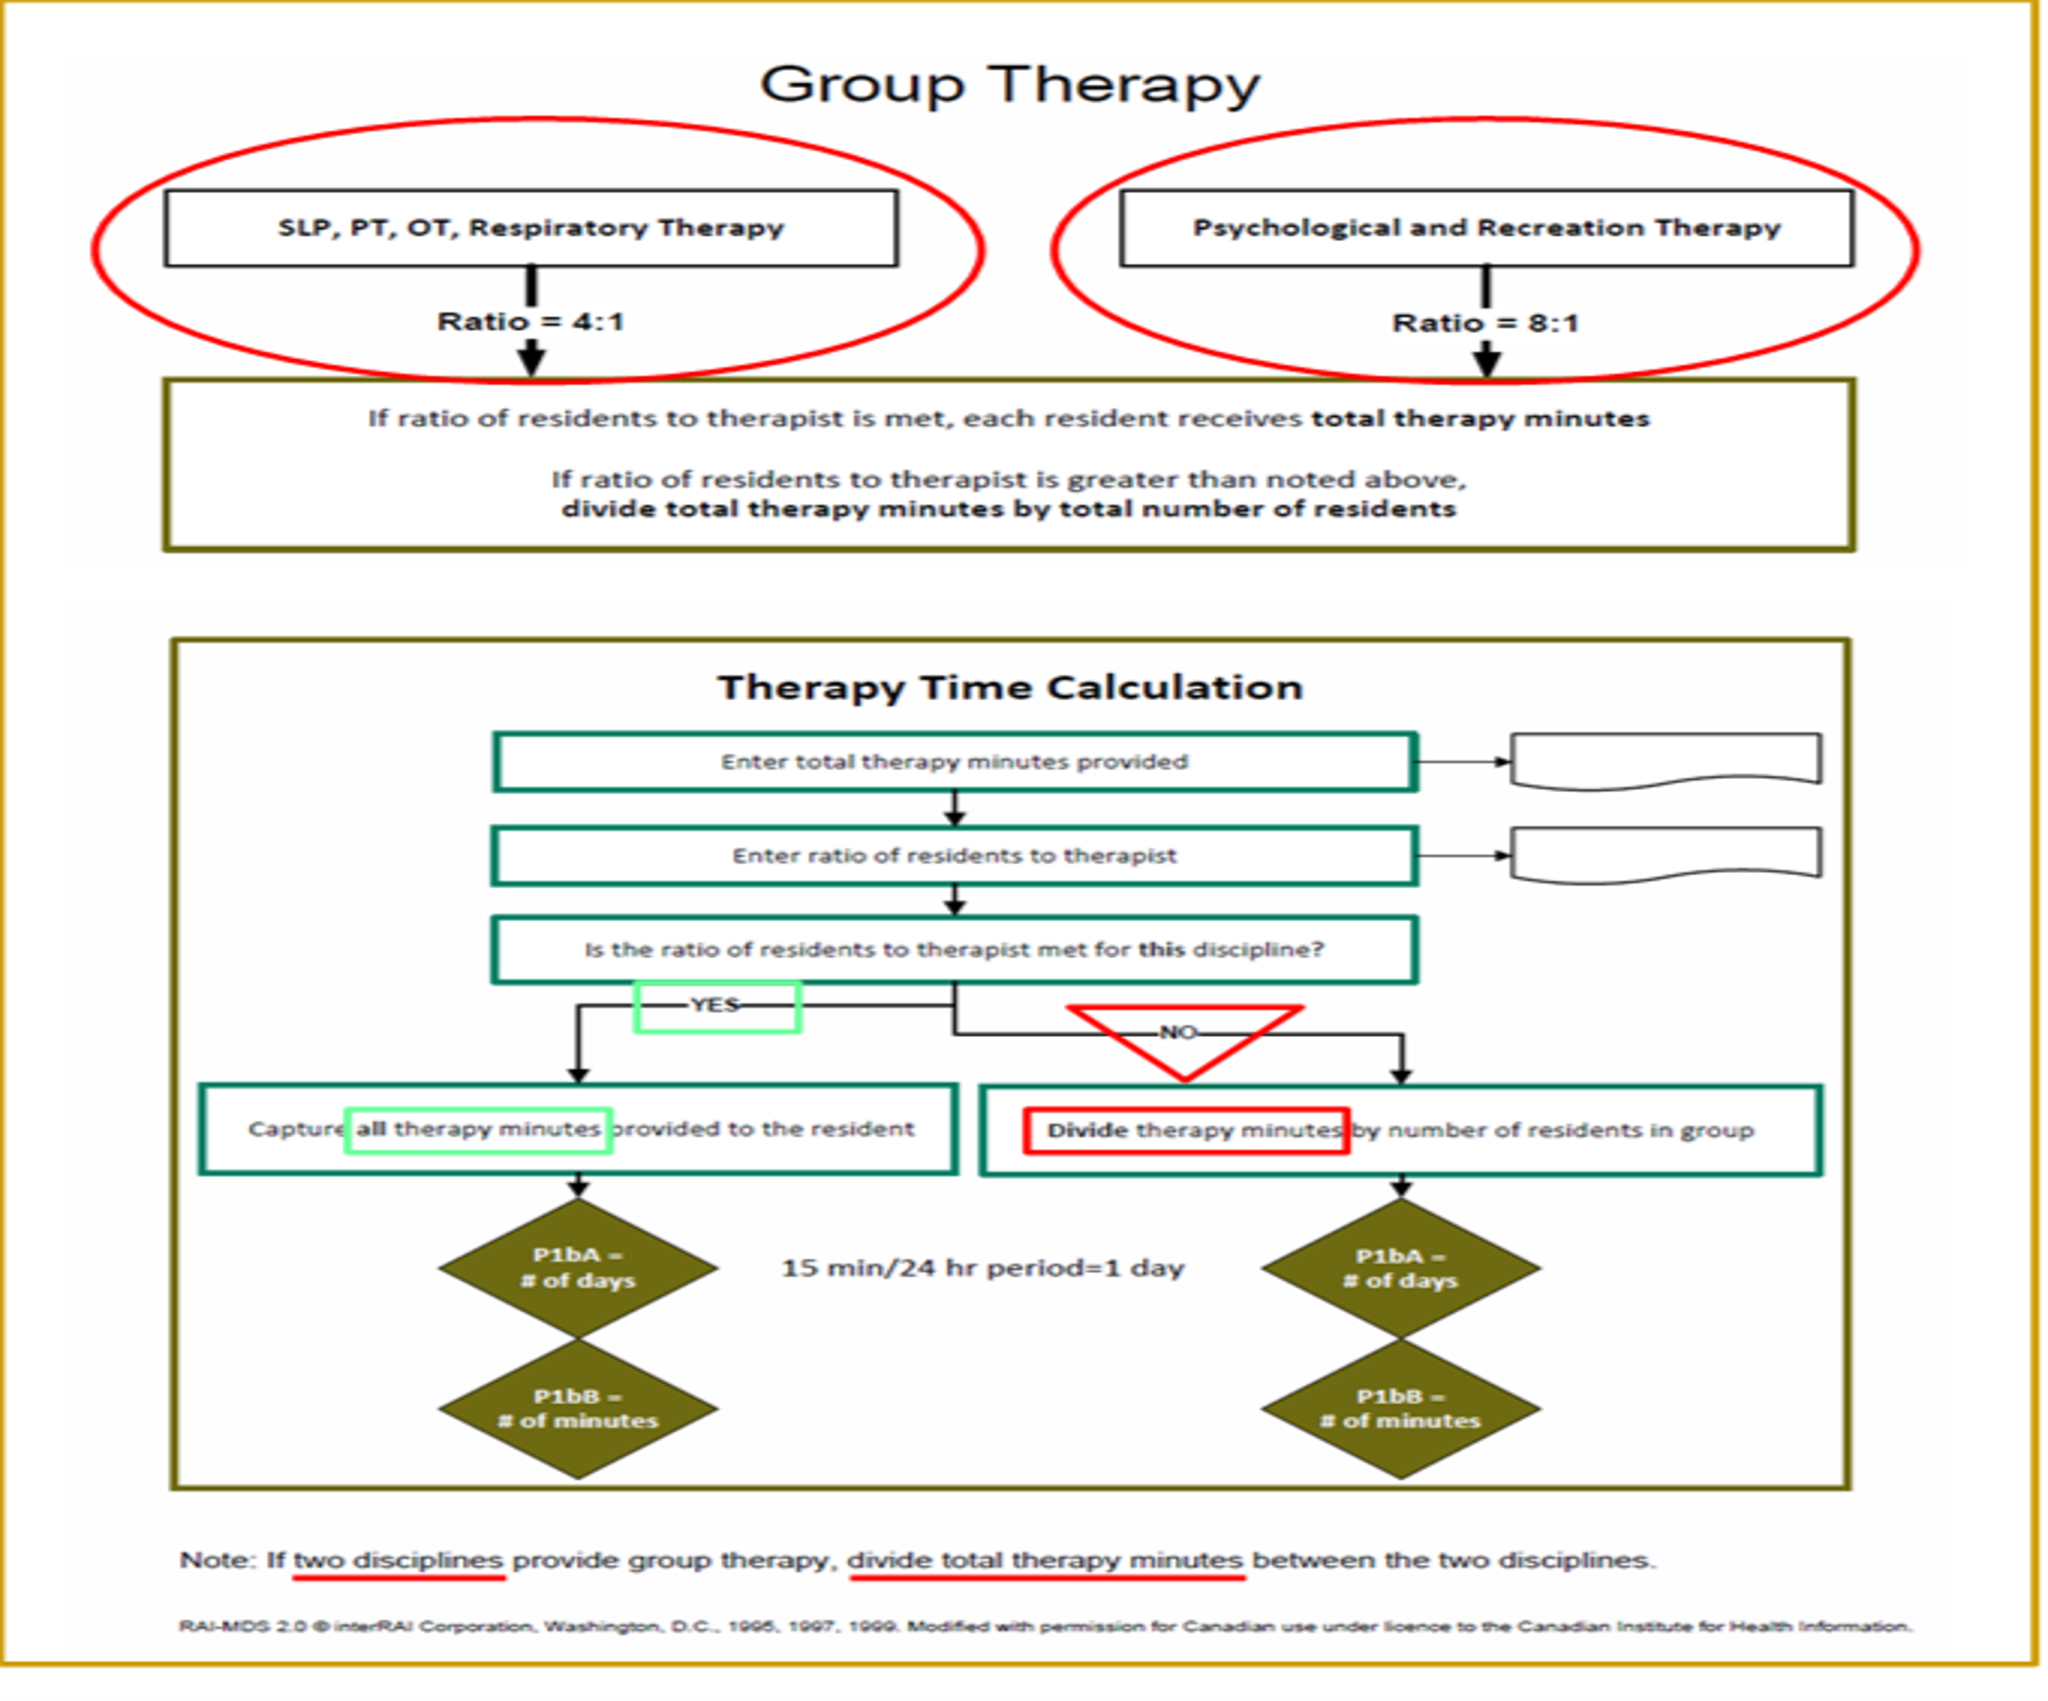 Group Therapy
SLP, PT, OT, Respiratory Therapy
Psychological and Recreation Therapy
Ratio = 4:1
Ratio = 8:1
If ratio of residents to therapist is met, each resident receives total therapy minutes
If ratio of residents to therapist is greater than noted above,
divide total therapy minutes by total number of residents
Therapy Time Calculation
Enter total therapy minutes provided
Enter ratio of residents to therapist
Is the ratio of residents to therapist met for this discipline?
YES
NO
Capture all therapy minutes provided to the resident
Divide therapy minutes by number of residents in group
P1bA =
# of days
15 min/24 hr period=1 day
P1bA =
# of days
P1bB =
# of minutes
P1bB =
# of minutes
Note: If two disciplines provide group therapy, divide total therapy minutes between the two disciplines.
RAI-MDS 2.0 © interRAI Corporation, Washington, D.C., 1995, 1997, 1999. Modified with permission for Canadian use under licence to the Canadian Institute for Health Information.